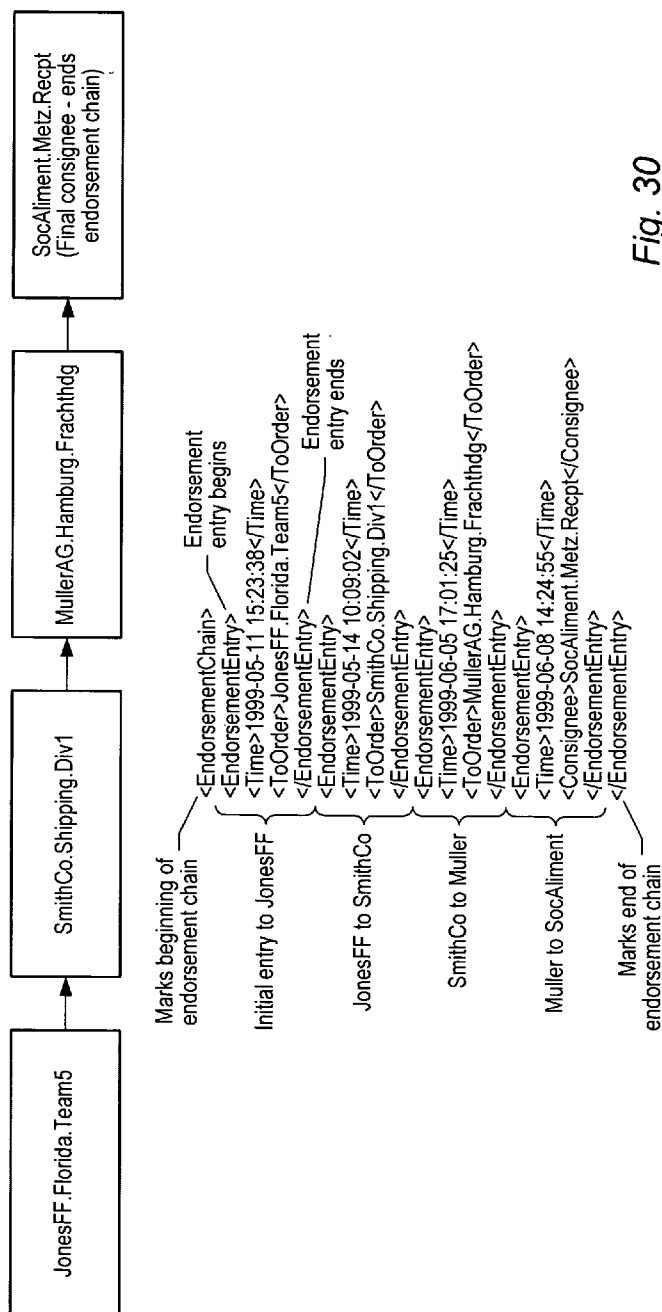 JonesFF.Florida.Team5
SmithCo.Shipping.Div1
MullerAG.Hamburg.Frachthdg
SocAliment.Metz.Recpt
(Final consignee - ends
endorsement chain)
Marks beginning of
endorsement chain
Endorsement
entry begins
<EndorsementChain>
<EndorsementEntry>
<Time>1999-05-11 15:23:38</Time>
<ToOrder>JonesFF.Florida.Team5</ToOrder>
</EndorsementEntry>
Initial entry to JonesFF
Endorsement
entry ends
<EndorsementEntry>
<Time>1999-05-14 10:09:02</Time>
<ToOrder>SmithCo.Shipping.Div1</ToOrder>
</EndorsementEntry>
JonesFF to SmithCo
<EndorsementEntry>
<Time>1999-06-05 17:01:25</Time>
<ToOrder>MullerAG.Hamburg.Frachthdg</ToOrder>
</EndorsementEntry>
SmithCo to Muller
<EndorsementEntry>
<Time>1999-06-08 14:24:55</Time>
<Consignee>SocAliment.Metz.Recpt</Consignee>
</EndorsementEntry>
Muller to SocAliment
</EndorsementEntry>
Marks end of
endorsement chain
Fig. 30